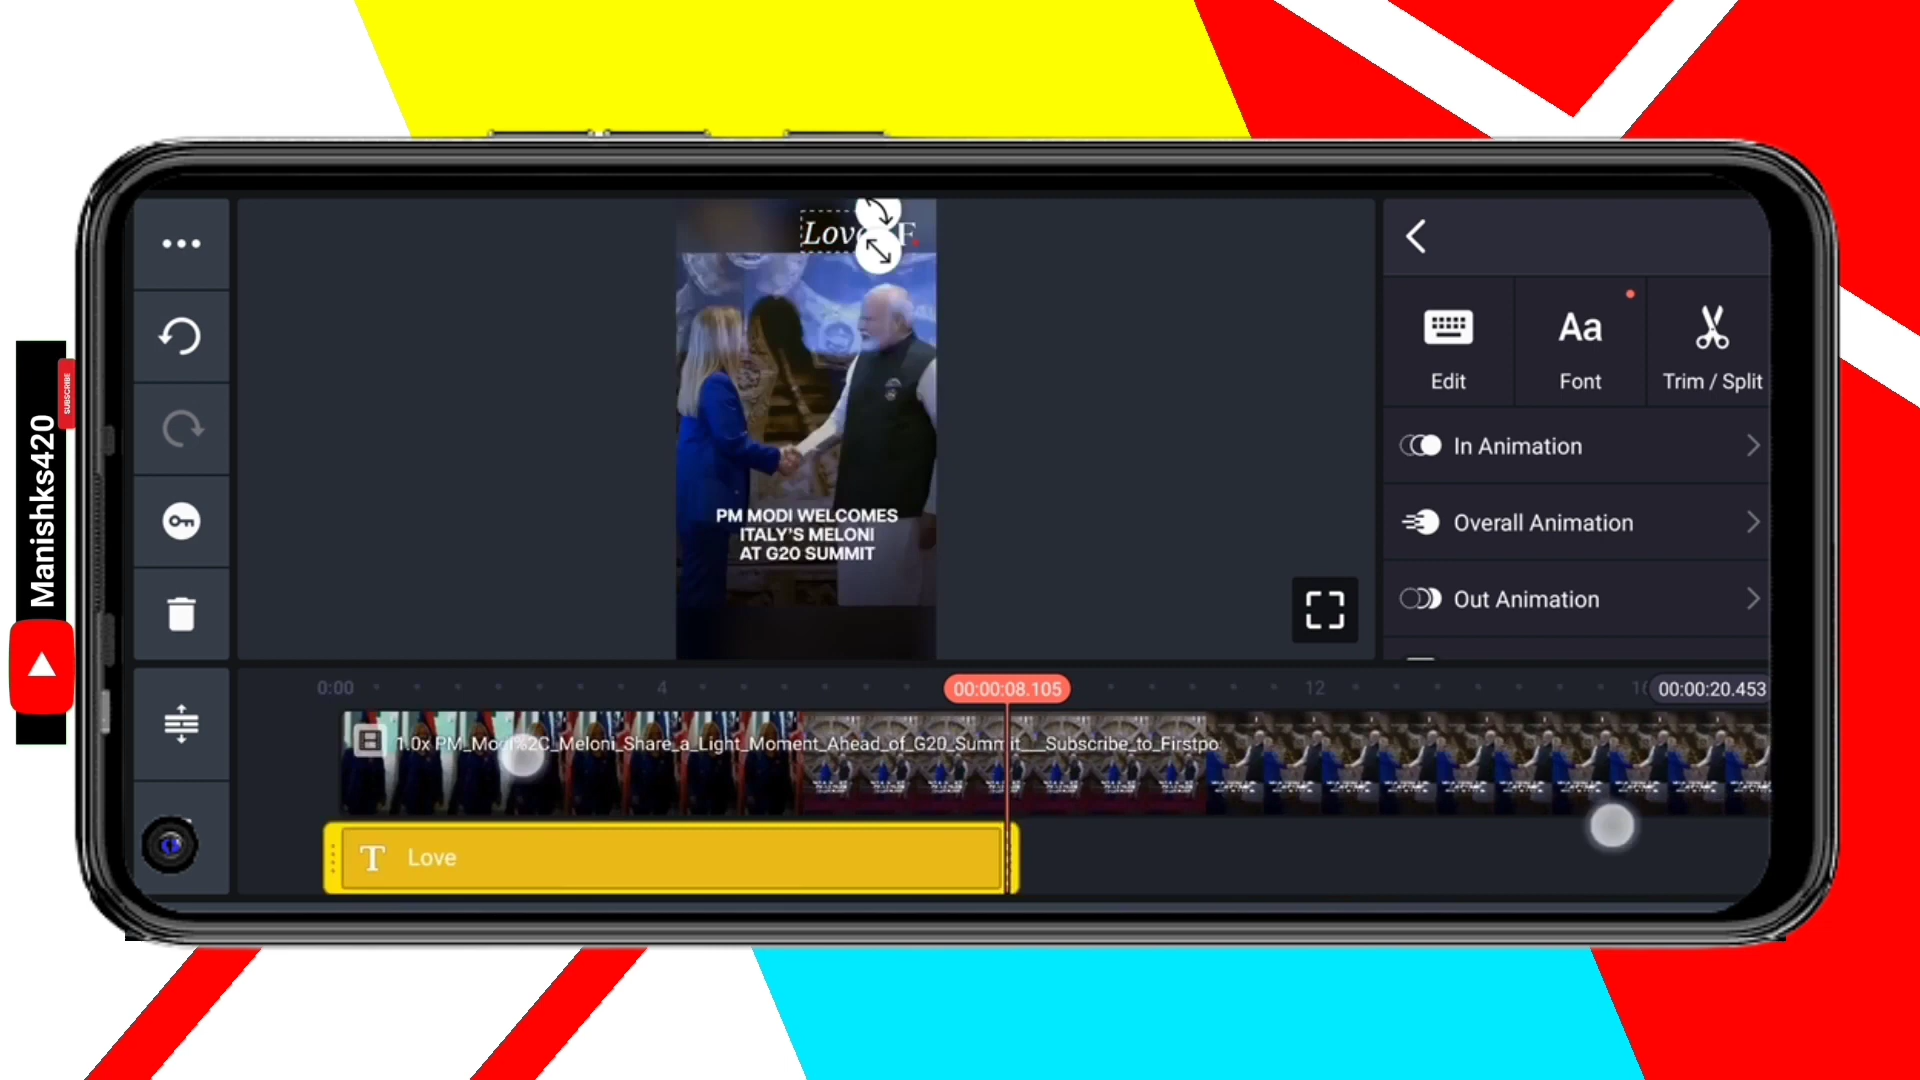 Love F
Edit
Font
Aa
Trim / Split
In Animation
Overall Animation
Out Animation
PM MODI WELCOMES
ITALY'S MELONI
AT G20 SUMMIT
0:00
4
00:00:08.105
12
00:00:20.453
1.0x PM_Modi%2C_Meloni_Share_a_Light_Moment_Ahead_of_G20_Summit___Subscribe_to_Firstpo
T Love
Manishks420
SUBSCRIBE